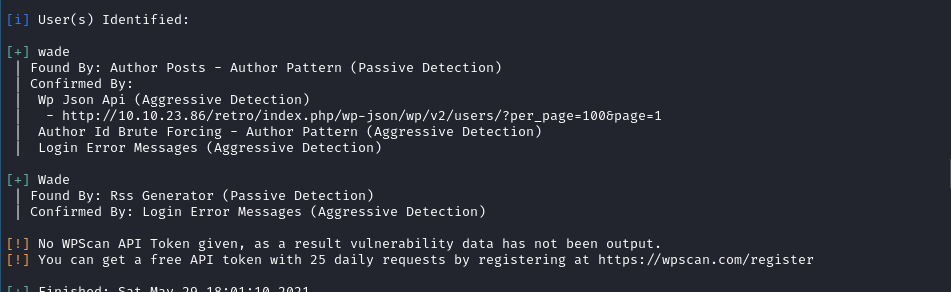 [i] User(s) Identified:
[+] wade
| Found By: Author Posts - Author Pattern (Passive Detection)
| Confirmed By:
|  Wp Json Api (Aggressive Detection)
|   - http://10.10.23.86/retro/index.php/wp-json/wp/v2/users/?per_page=100&page=1
|  Author Id Brute Forcing - Author Pattern (Aggressive Detection)
|  Login Error Messages (Aggressive Detection)
[+] Wade
| Found By: Rss Generator (Passive Detection)
| Confirmed By: Login Error Messages (Aggressive Detection)
[!] No WPScan API Token given, as a result vulnerability data has not been output.
[!] You can get a free API token with 25 daily requests by registering at https://wpscan.com/register
[+] Finished: Sat May 29 18:01:10 2021